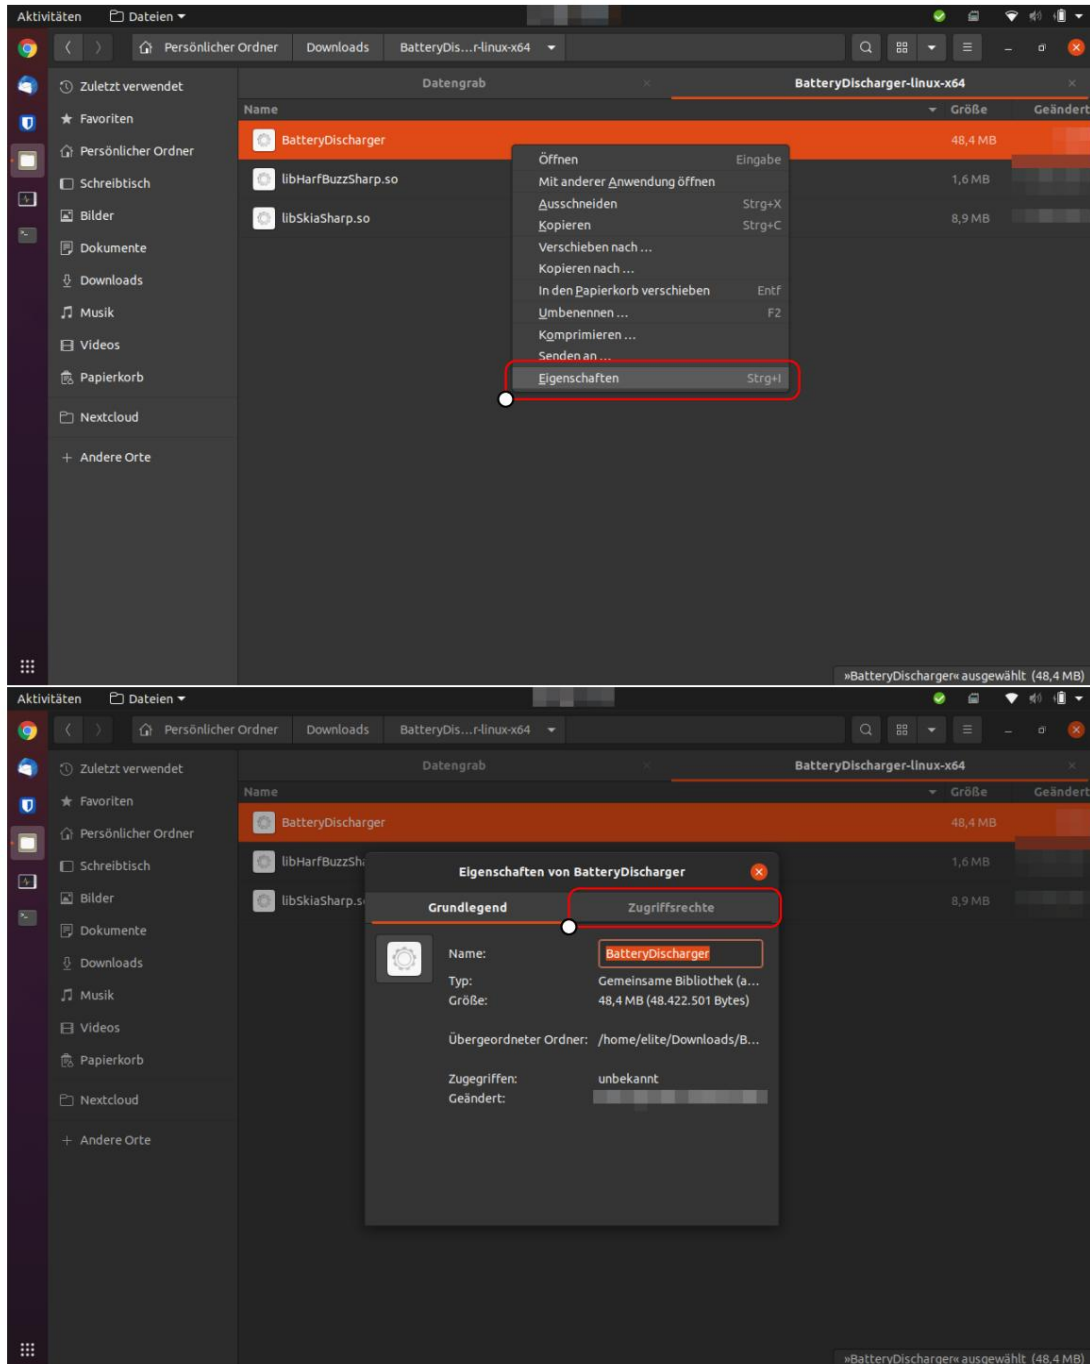 Aktivitäten Dateien
Persönlicher Ordner Downloads BatteryDis...r-linux-x64
Datengrab BatteryDischarger-linux-x64
Zuletzt verwendet
Favoriten
Persönlicher Ordner
Schreibtisch
Bilder
Dokumente
Downloads
Musik
Videos
Papierkorb
Nextcloud
+ Andere Orte
Name Größe Geändert
BatteryDischarger 48,4 MB
libHarfBuzzSharp.so 1,6 MB
libSkiaSharp.so 8,9 MB
Öffnen Eingabe
Mit anderer Anwendung öffnen
Ausschneiden Strg+X
Kopieren Strg+C
Verschieben nach ...
Kopieren nach ...
In den Papierkorb verschieben Entf
Umbenennen ... F2
Komprimieren ...
Senden an ...
Eigenschaften Strg+I
»BatteryDischarger« ausgewählt (48,4 MB)
Aktivitäten Dateien
Persönlicher Ordner Downloads BatteryDis...r-linux-x64
Datengrab BatteryDischarger-linux-x64
Zuletzt verwendet
Favoriten
Persönlicher Ordner
Schreibtisch
Bilder
Dokumente
Downloads
Musik
Videos
Papierkorb
Nextcloud
+ Andere Orte
Name Größe Geändert
BatteryDischarger 48,4 MB
libHarfBuzzSha 1,6 MB
libSkiaSharp.s 8,9 MB
Eigenschaften von BatteryDischarger
Grundlegend Zugriffsrechte
Name: BatteryDischarger
Typ: Gemeinsame Bibliothek (a...
Größe: 48,4 MB (48.422.501 Bytes)
Übergeordneter Ordner: /home/elite/Downloads/B...
Zugegriffen: unbekannt
Geändert:
»BatteryDischarger« ausgewählt (48,4 MB)